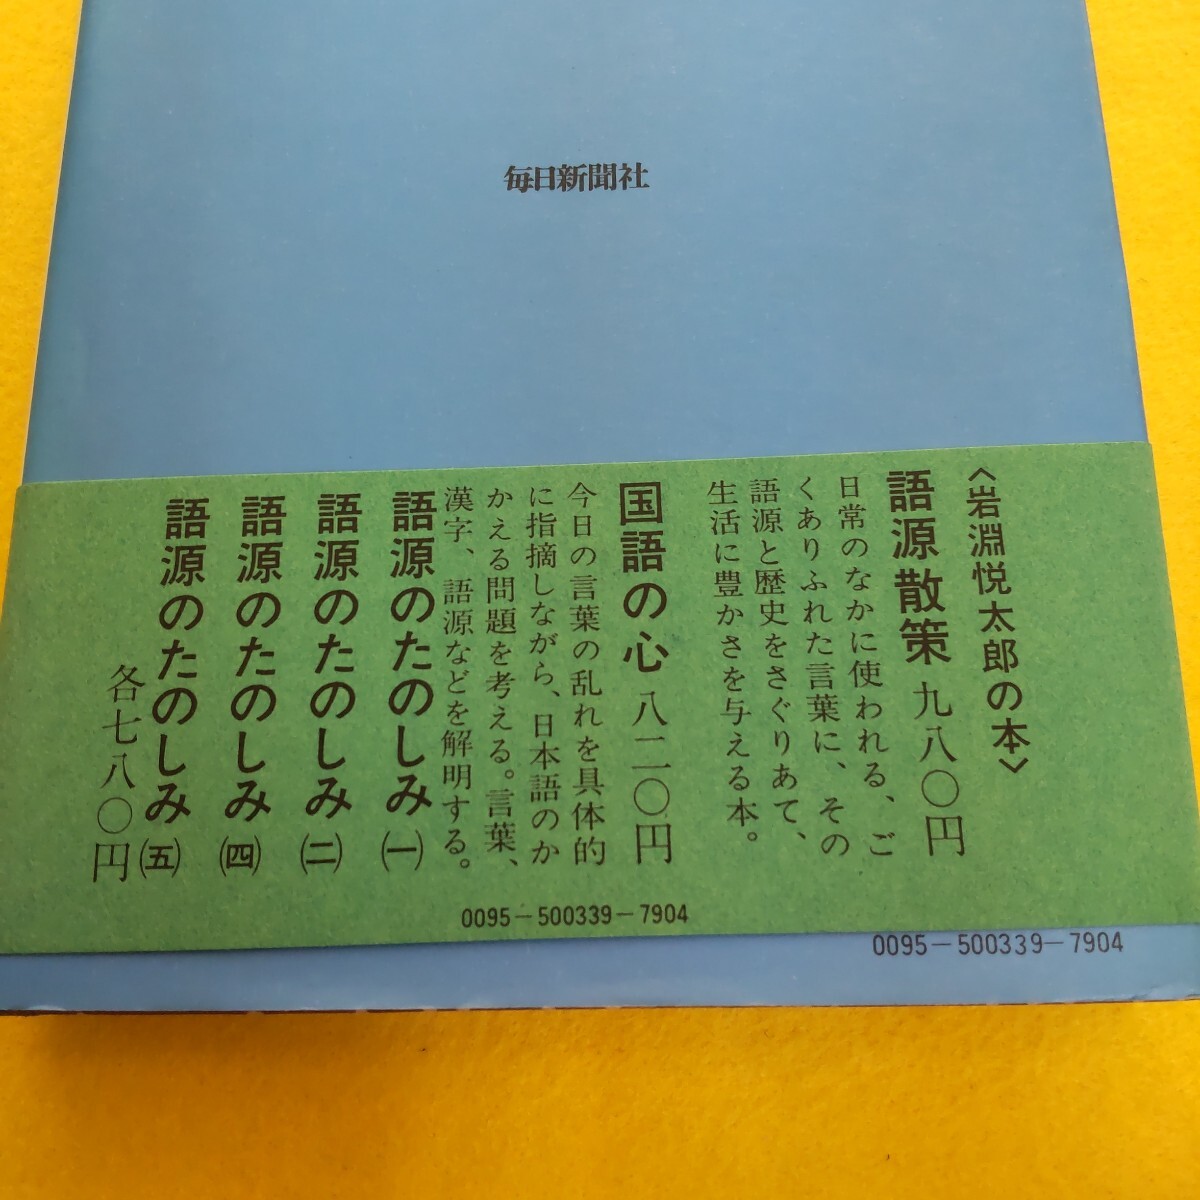 毎日新聞社
〈岩淵悦太郎の本〉
語源散策 九八〇円
日常のなかに使われる、ご
くありふれた言葉に、その
語源と歴史をさぐりあて、
生活に豊かさを与える本。
国語の心 八二〇円
今日の言葉の乱れを具体的
に指摘しながら、日本語のか
かえる問題を考える。言葉、
漢字、語源などを解明する。
語源のたのしみ㈠
語源のたのしみ㈡
語源のたのしみ㈣
語源のたのしみ㈤
各七八〇円
0095-500339-7904
0095-500339-7904